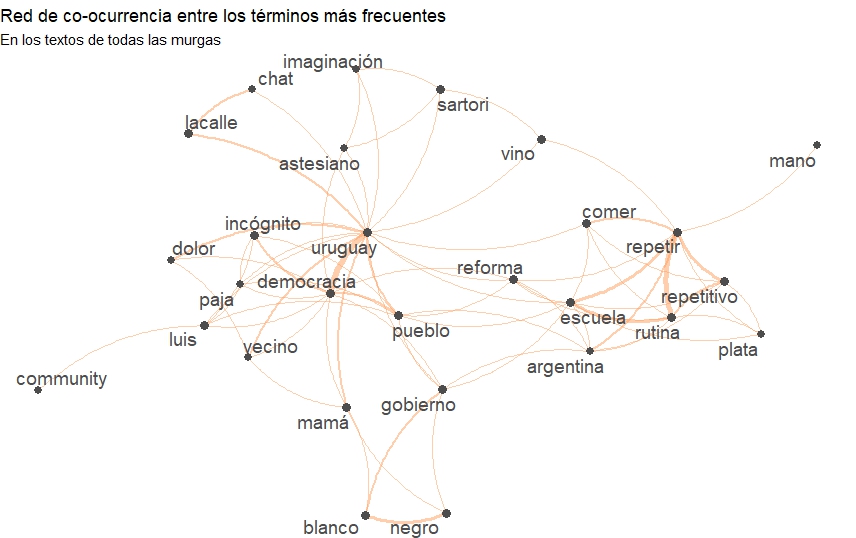 Red de co-ocurrencia entre los términos más frecuentes
En los textos de todas las murgas
imaginación
chat
sartori
lacalle
vino
astesiano
mano
comer
incógnito
dolor
uruguay
repetir
reforma
democracia
paja
repetitivo
escuela
pueblo
rutina
luis
vecino
plata
argentina
community
gobierno
mamá
blanco
negro